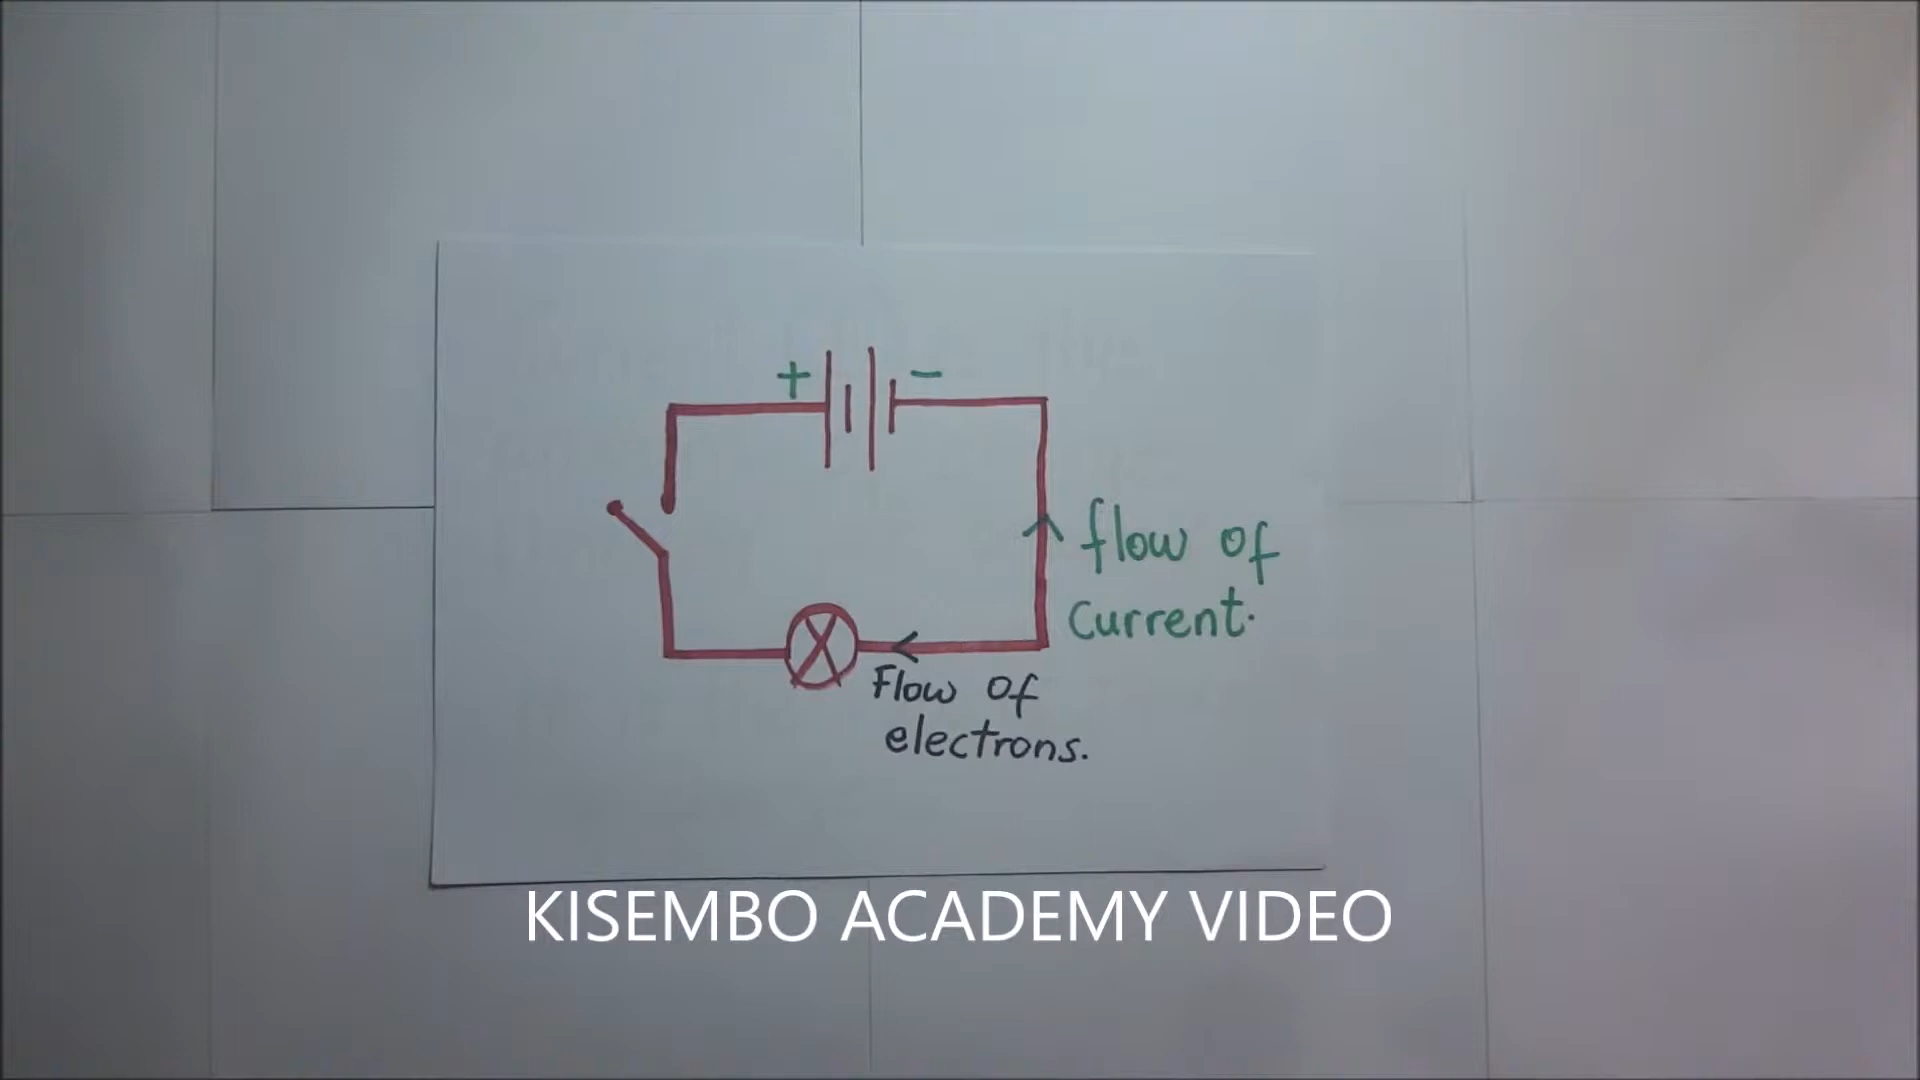 + -
flow of
current.
Flow of
electrons.
KISEMBO ACADEMY VIDEO